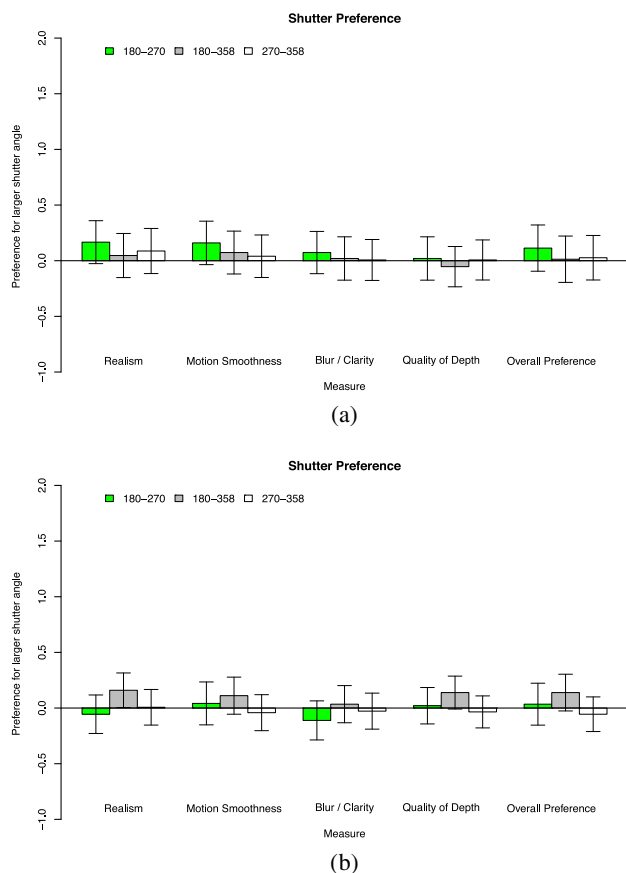 Shutter Preference
2.0
1.5
1.0
0.5
0.0
−0.5
−1.0
Preference for larger shutter angle
180−270 180−358 270−358
Realism Motion Smoothness Blur / Clarity Quality of Depth Overall Preference
Measure
(a)
Shutter Preference
2.0
1.5
1.0
0.5
0.0
−0.5
−1.0
Preference for larger shutter angle
180−270 180−358 270−358
Realism Motion Smoothness Blur / Clarity Quality of Depth Overall Preference
Measure
(b)